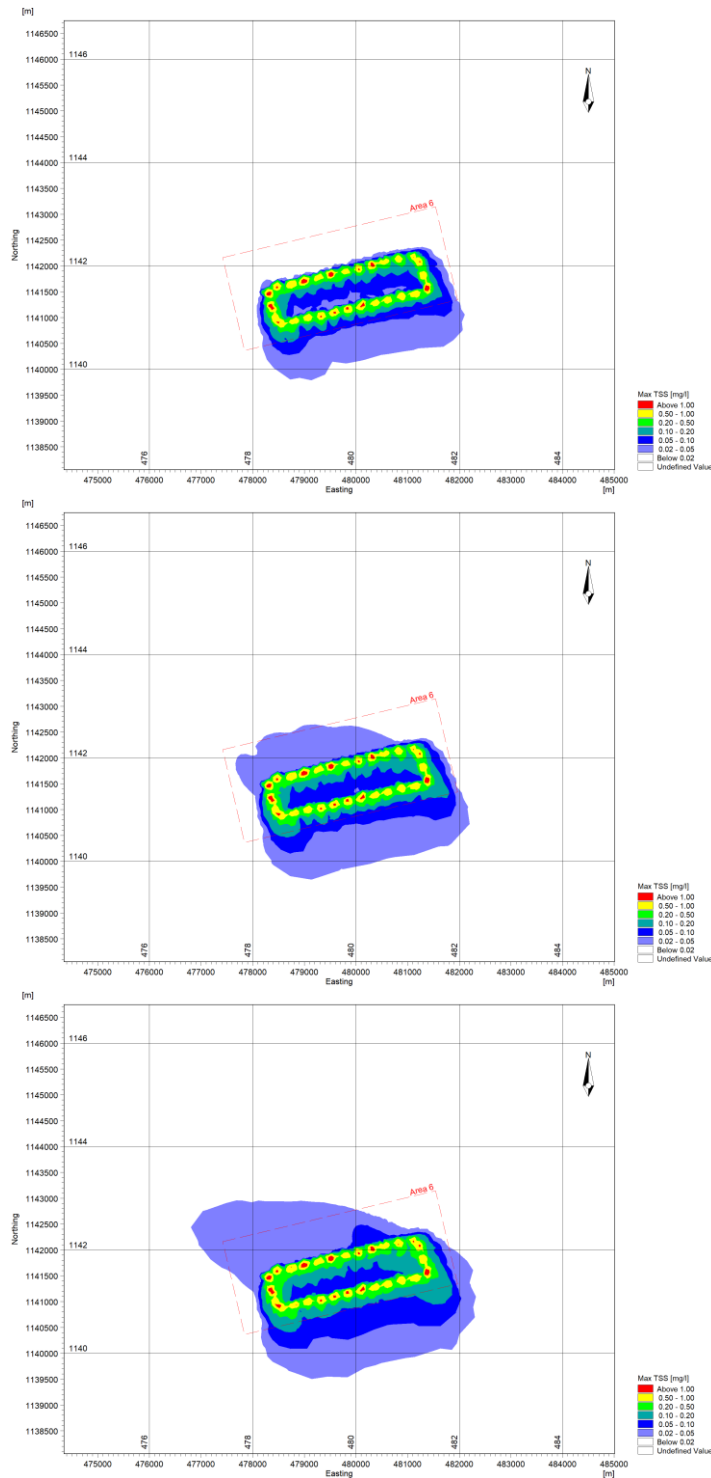 [m]
1146500
1146
1146000
1145500
N
1145000
1144500
1144
1144000
1143500
1143000
Area 6
1142500
1142
1142000
1141500
1141000
1140500
1140
1140000
1139500
1139000
1138500
Northing
476
478
480
482
484
475000 476000 477000 478000 479000 480000 481000 482000 483000 484000 485000
Easting
[m]
Max TSS [mg/l]
Above 1.00
0.50 - 1.00
0.20 - 0.50
0.10 - 0.20
0.05 - 0.10
0.02 - 0.05
Below 0.02
Undefined Value
[m]
1146500
1146
1146000
1145500
N
1145000
1144500
1144
1144000
1143500
1143000
Area 6
1142500
1142
1142000
1141500
1141000
1140500
1140
1140000
1139500
1139000
1138500
Northing
476
478
480
482
484
475000 476000 477000 478000 479000 480000 481000 482000 483000 484000 485000
Easting
[m]
Max TSS [mg/l]
Above 1.00
0.50 - 1.00
0.20 - 0.50
0.10 - 0.20
0.05 - 0.10
0.02 - 0.05
Below 0.02
Undefined Value
[m]
1146500
1146
1146000
1145500
N
1145000
1144500
1144
1144000
1143500
1143000
Area 6
1142500
1142
1142000
1141500
1141000
1140500
1140
1140000
1139500
1139000
1138500
Northing
476
478
480
482
484
475000 476000 477000 478000 479000 480000 481000 482000 483000 484000 485000
Easting
[m]
Max TSS [mg/l]
Above 1.00
0.50 - 1.00
0.20 - 0.50
0.10 - 0.20
0.05 - 0.10
0.02 - 0.05
Below 0.02
Undefined Value